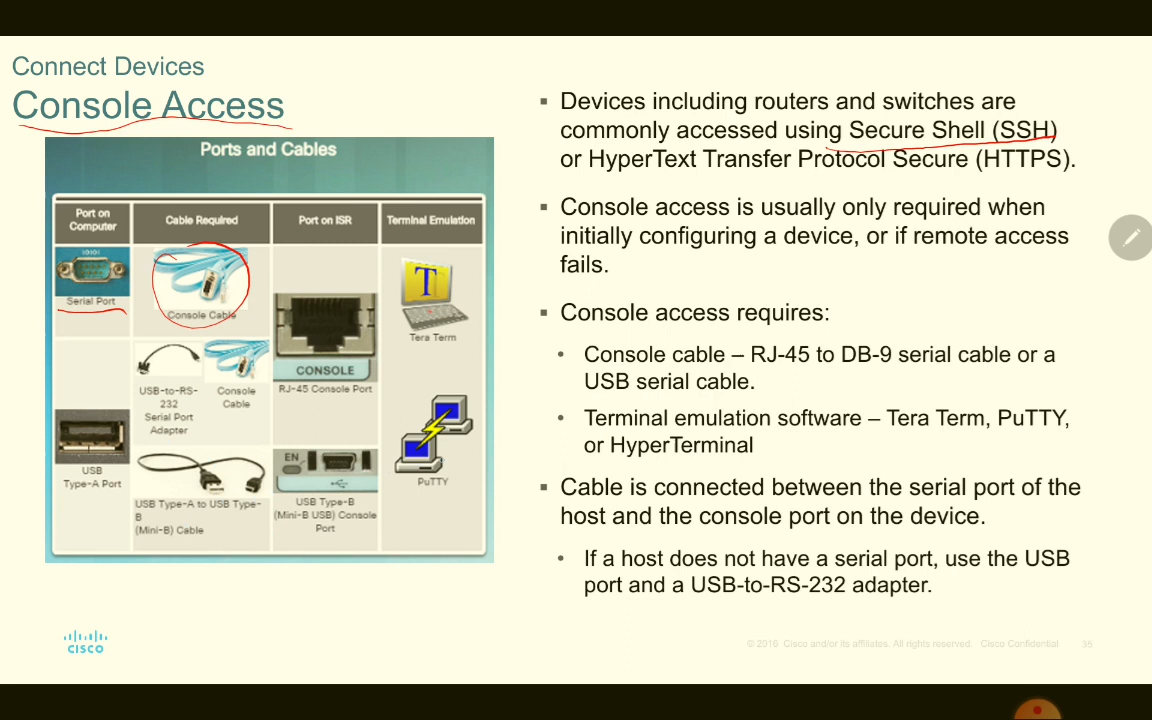 Connect Devices
Console Access
Ports and Cables
Port on
Computer
Cable Required
Port on ISR
Terminal Emulation
Serial Port
Console Cable
CONSOLE
RJ-45 Console Port
Tera Term
USB-to-RS-
232
Serial Port
Adapter
Console
Cable
USB
Type-A Port
USB Type-A to USB Type-
B
(Mini-B) Cable
EN
USB Type-B
(Mini-B USB) Console
Port
PuTTY
▪ Devices including routers and switches are
commonly accessed using Secure Shell (SSH)
or HyperText Transfer Protocol Secure (HTTPS).
▪ Console access is usually only required when
initially configuring a device, or if remote access
fails.
▪ Console access requires:
• Console cable – RJ-45 to DB-9 serial cable or a
USB serial cable.
• Terminal emulation software – Tera Term, PuTTY,
or HyperTerminal
▪ Cable is connected between the serial port of the
host and the console port on the device.
• If a host does not have a serial port, use the USB
port and a USB-to-RS-232 adapter.
CISCO
© 2016 Cisco and/or its affiliates. All rights reserved. Cisco Confidential
35